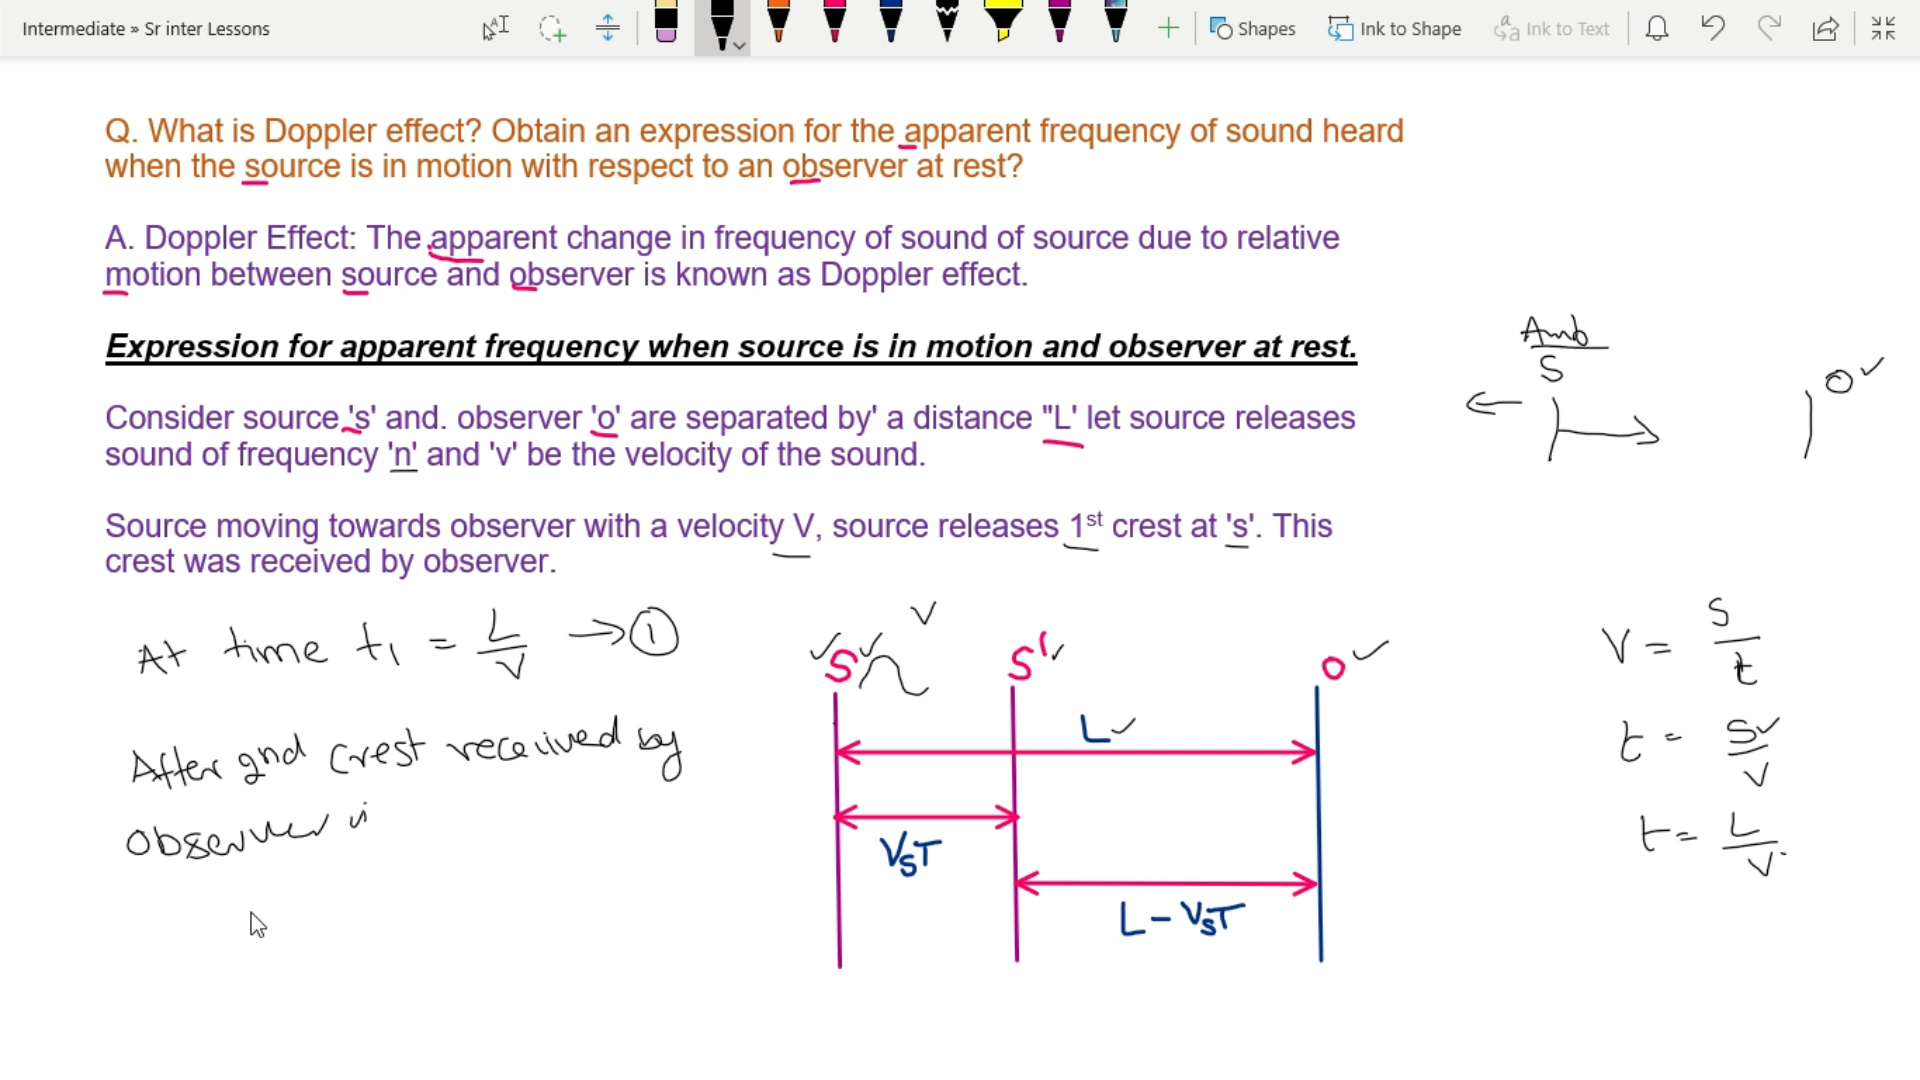 Intermediate » Sr inter Lessons
Shapes
Ink to Shape
Ink to Text
Q. What is Doppler effect? Obtain an expression for the apparent frequency of sound heard
when the source is in motion with respect to an observer at rest?
A. Doppler Effect: The apparent change in frequency of sound of source due to relative
motion between source and observer is known as Doppler effect.
Expression for apparent frequency when source is in motion and observer at rest.
Amb
S
O
Consider source 's' and. observer 'o' are separated by' a distance "L' let source releases
sound of frequency 'n' and 'v' be the velocity of the sound.
Source moving towards observer with a velocity V, source releases 1st crest at 's'. This
crest was received by observer.
At time t1 = L/V → 1
After 2nd crest received by
observer is
V
S
S'
O
L
VST
L - VST
V = S/t
t = S/V
t = L/V